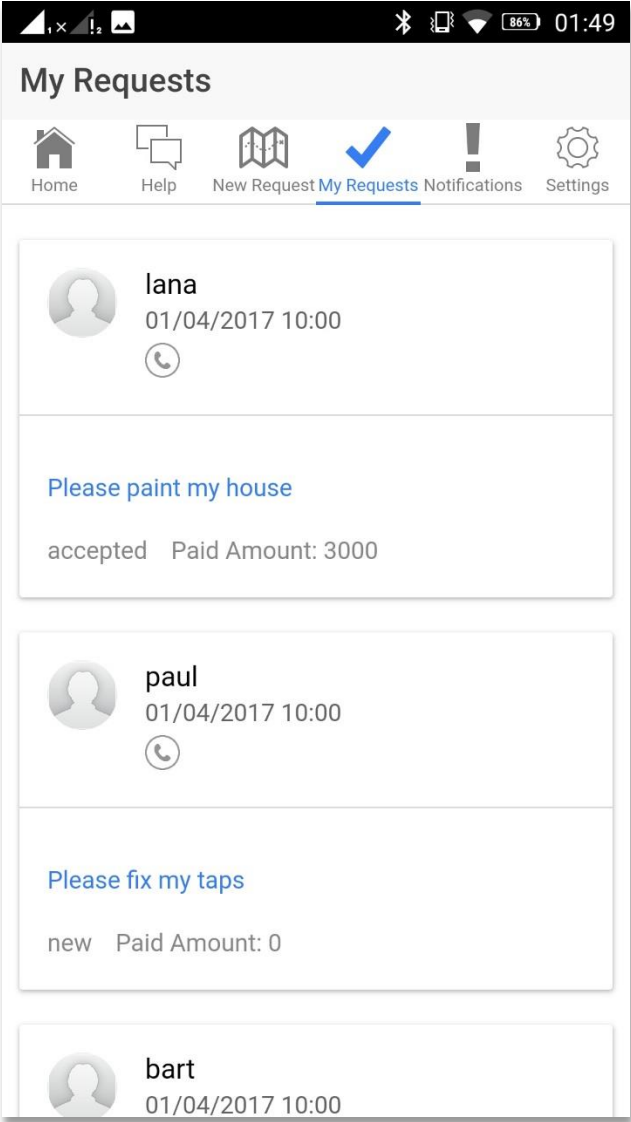 1 × ! 2 86% 01:49
My Requests
Home Help New Request My Requests Notifications Settings
lana
01/04/2017 10:00
Please paint my house
accepted Paid Amount: 3000
paul
01/04/2017 10:00
Please fix my taps
new Paid Amount: 0
bart
01/04/2017 10:00